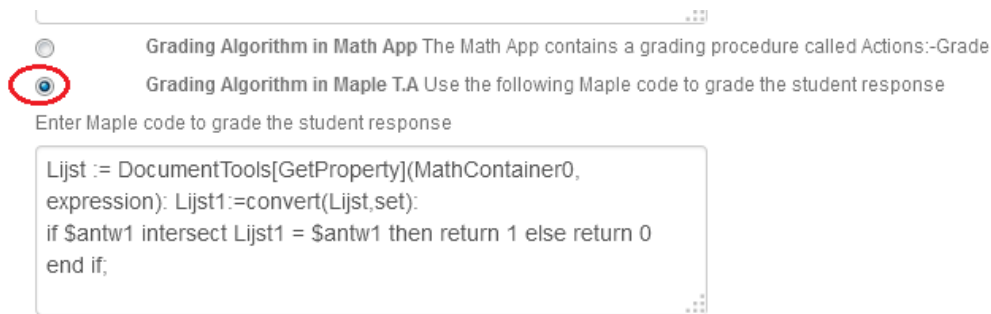 Grading Algorithm in Math App The Math App contains a grading procedure called Actions:-Grade
Grading Algorithm in Maple T.A Use the following Maple code to grade the student response
Enter Maple code to grade the student response
Lijst := DocumentTools[GetProperty](MathContainer0,
expression): Lijst1:=convert(Lijst,set):
if $antw1 intersect Lijst1 = $antw1 then return 1 else return 0
end if;